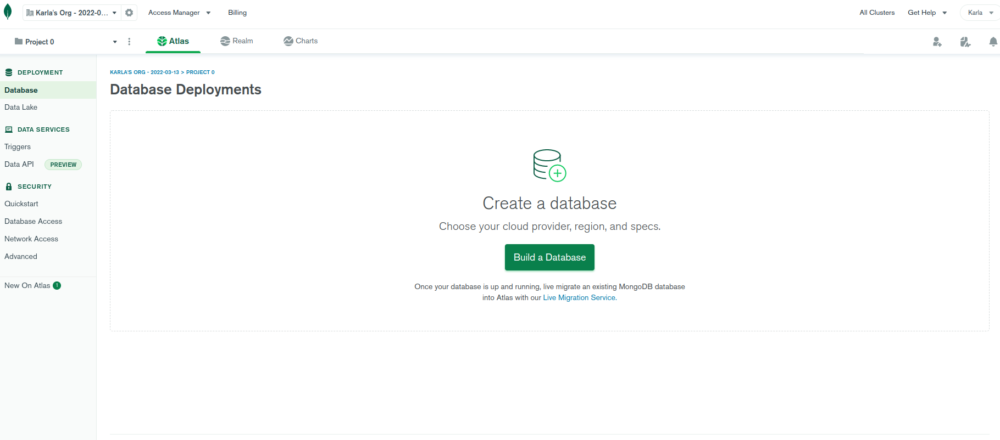 Karla's Org - 2022-0...
Access Manager
Billing
All Clusters
Get Help
Karla
Project 0
Atlas
Realm
Charts
DEPLOYMENT
Database
Data Lake
DATA SERVICES
Triggers
Data API
PREVIEW
SECURITY
Quickstart
Database Access
Network Access
Advanced
New On Atlas 1
KARLA'S ORG - 2022-03-13 > PROJECT 0
Database Deployments
Create a database
Choose your cloud provider, region, and specs.
Build a Database
Once your database is up and running, live migrate an existing MongoDB database
into Atlas with our Live Migration Service.